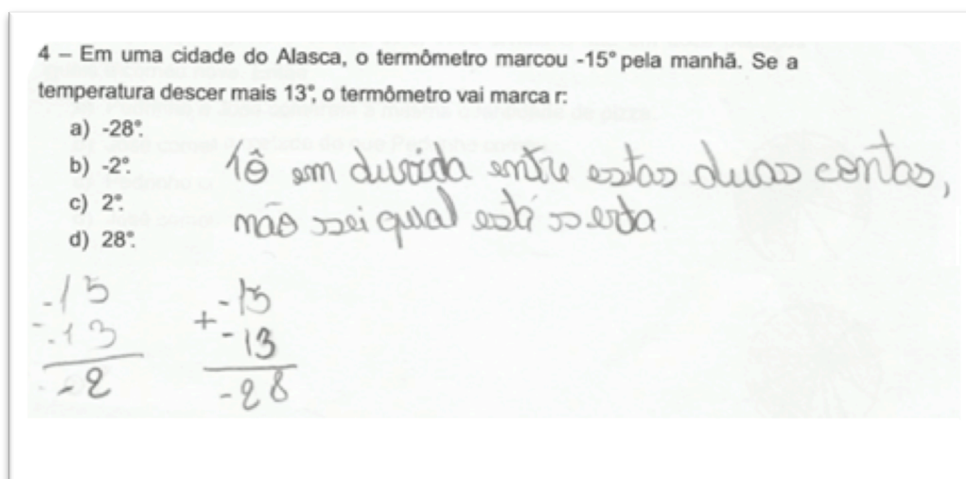 4 – Em uma cidade do Alasca, o termômetro marcou -15° pela manhã. Se a
temperatura descer mais 13°, o termômetro vai marca r:
a) -28°.
b) -2°.
c) 2°.
d) 28°.
Tô em duvida entre estas duas contas,
não sei qual está serda
-15
- -13
-2
-15
+ -13
-28